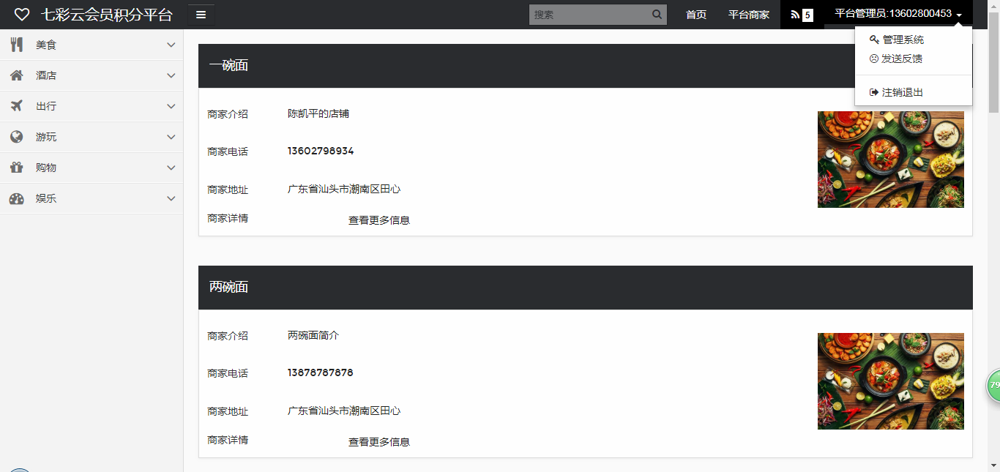 七彩云会员积分平台
搜索
首页
平台商家
5
平台管理员:13602800453
管理系统
发送反馈
注销退出
美食
酒店
出行
游玩
购物
娱乐
一碗面
商家介绍 陈凯平的店铺
商家电话 13602798934
商家地址 广东省汕头市潮南区田心
商家详情 查看更多信息
两碗面
商家介绍 两碗面简介
商家电话 13878787878
商家地址 广东省汕头市潮南区田心
商家详情 查看更多信息
79